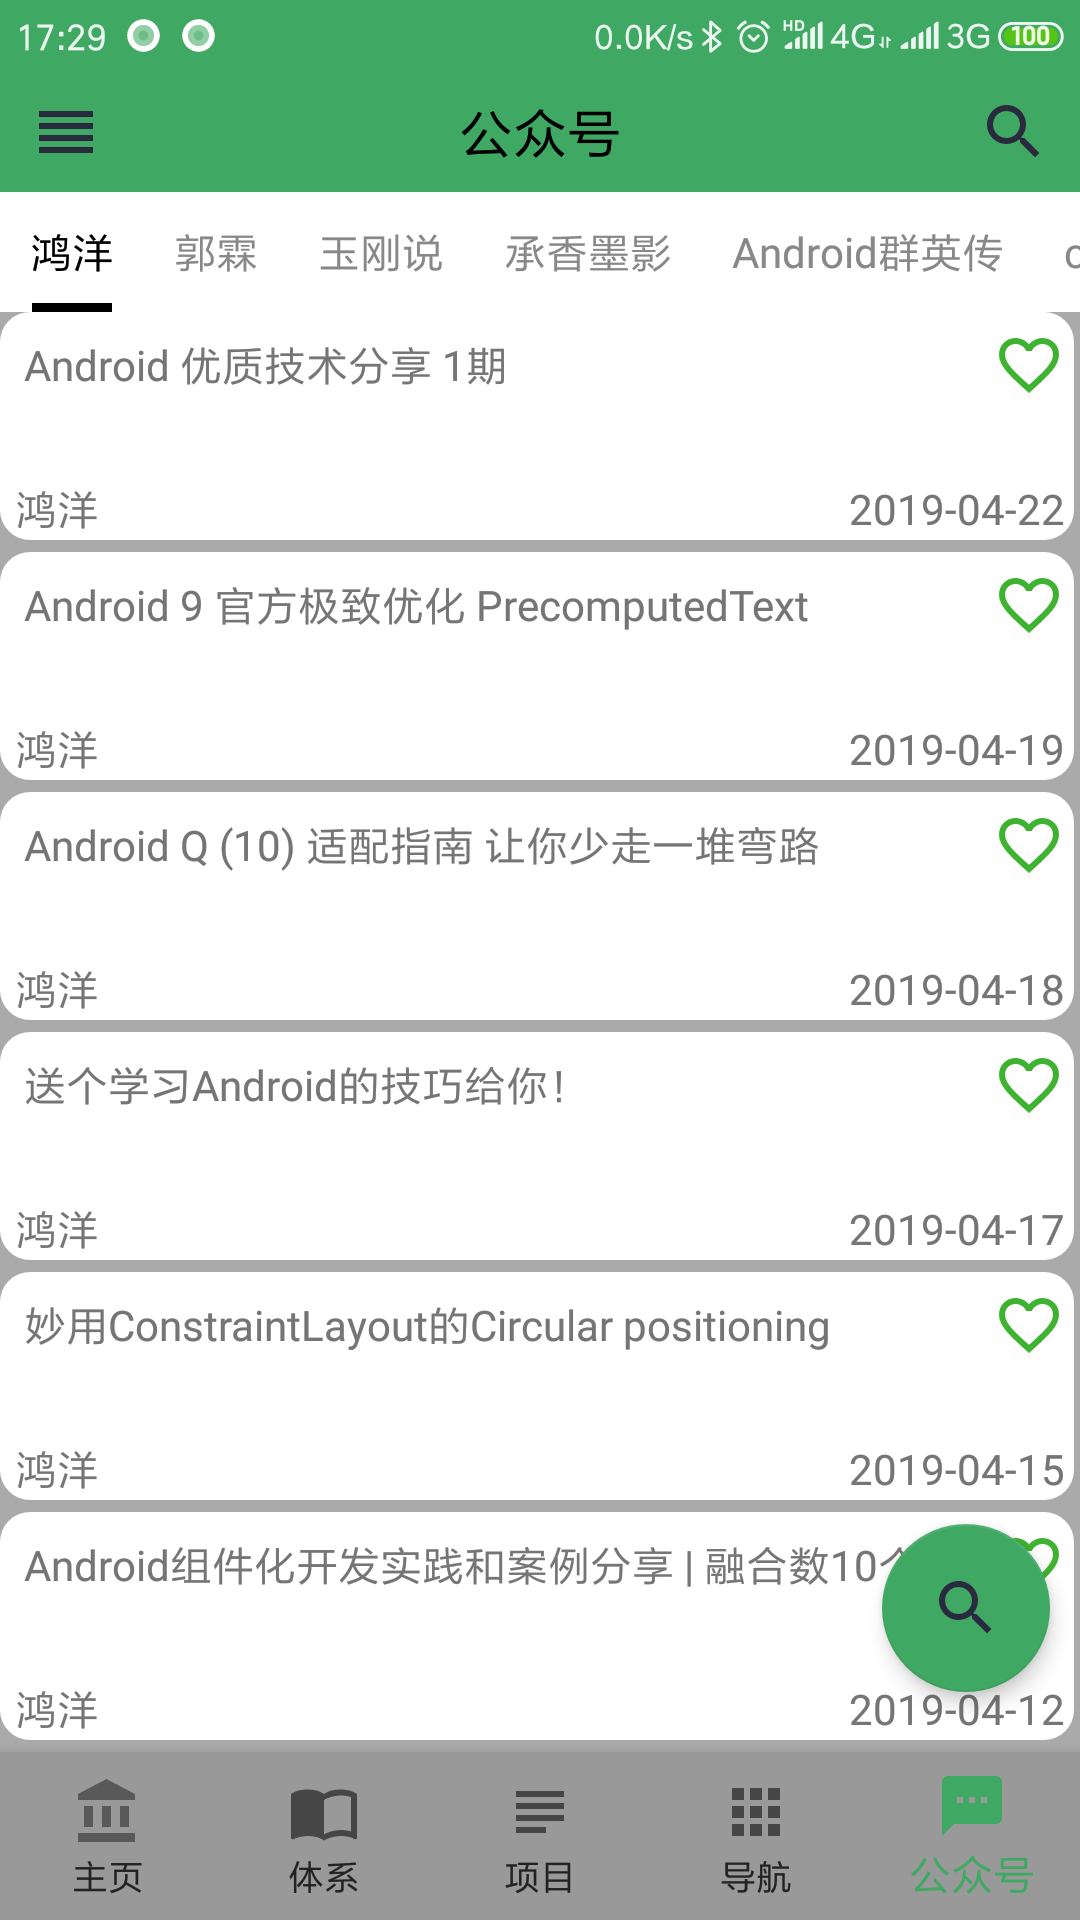 17:29 0.0K/s HD 4G 3G 100
公众号
鸿洋 郭霖 玉刚说 承香墨影 Android群英传
Android 优质技术分享 1期
鸿洋 2019-04-22
Android 9 官方极致优化 PrecomputedText
鸿洋 2019-04-19
Android Q (10) 适配指南 让你少走一堆弯路
鸿洋 2019-04-18
送个学习Android的技巧给你！
鸿洋 2019-04-17
妙用ConstraintLayout的Circular positioning
鸿洋 2019-04-15
Android组件化开发实践和案例分享 | 融合数10个
鸿洋 2019-04-12
主页 体系 项目 导航 公众号